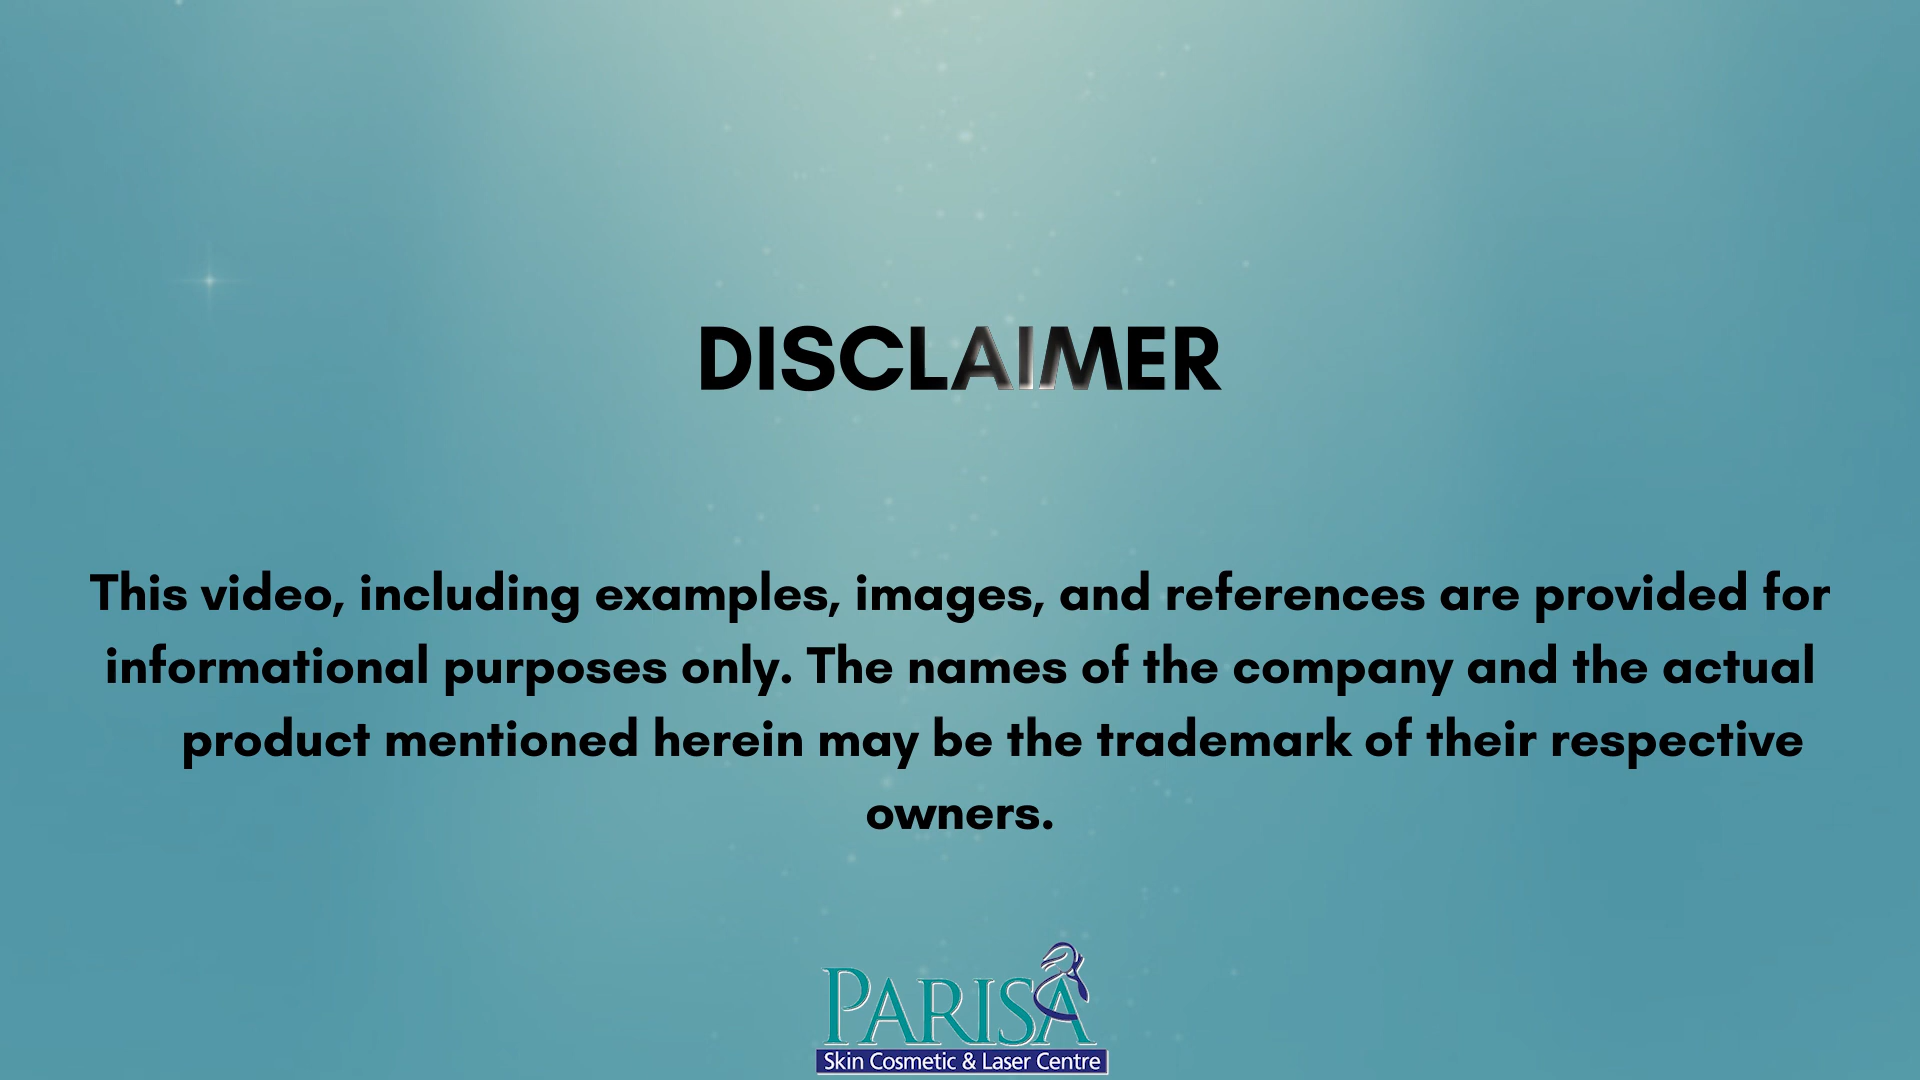 DISCLAIMER
This video, including examples, images, and references are provided for
informational purposes only. The names of the company and the actual
product mentioned herein may be the trademark of their respective
owners.
PARISA
Skin Cosmetic & Laser Centre